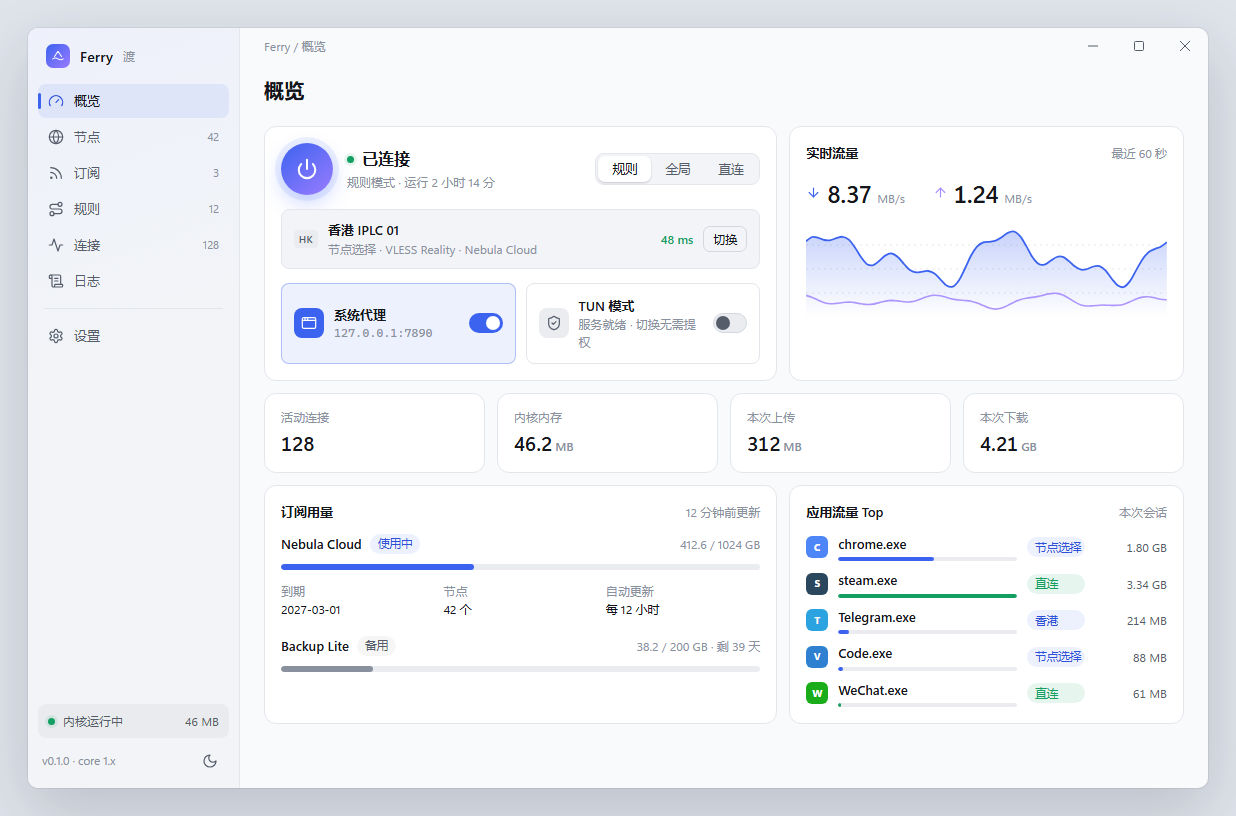 Ferry 渡
概览
节点 42
订阅 3
规则 12
连接 128
日志
设置
内核运行中 46 MB
v0.1.0 · core 1.x
Ferry / 概览
概览
已连接
规则模式 · 运行 2 小时 14 分
规则 全局 直连
HK
香港 IPLC 01
节点选择 · VLESS Reality · Nebula Cloud
48 ms 切换
系统代理
127.0.0.1:7890
TUN 模式
服务就绪 · 切换无需提
权
实时流量 最近 60 秒
8.37 MB/s 1.24 MB/s
活动连接
128
内核内存
46.2 MB
本次上传
312 MB
本次下载
4.21 GB
订阅用量 12 分钟前更新
Nebula Cloud 使用中 412.6 / 1024 GB
到期 节点 自动更新
2027-03-01 42 个 每 12 小时
Backup Lite 备用 38.2 / 200 GB · 剩 39 天
应用流量 Top 本次会话
C chrome.exe 节点选择 1.80 GB
S steam.exe 直连 3.34 GB
T Telegram.exe 香港 214 MB
V Code.exe 节点选择 88 MB
W WeChat.exe 直连 61 MB